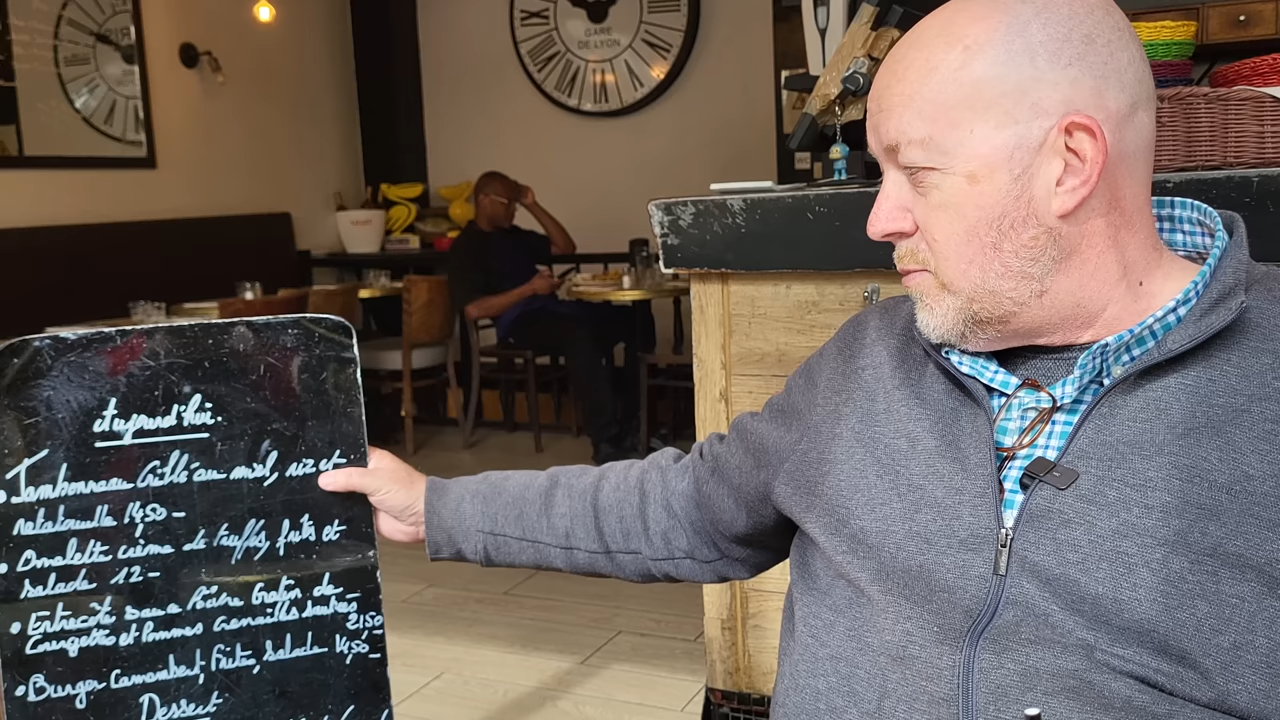 GARE
DE LYON
Aujourd'hui.
• Jambonneau Grillé au miel, riz et
ratatouille 14,50 -
• Omelette crème de truffes, frites et
salade 12 -
• Entrecôte sauce Poivre Gratin de
Courgettes et Pommes Grenailles sautées
21,50
• Burger Camembert, Frites, salade 14,50 -
Dessert